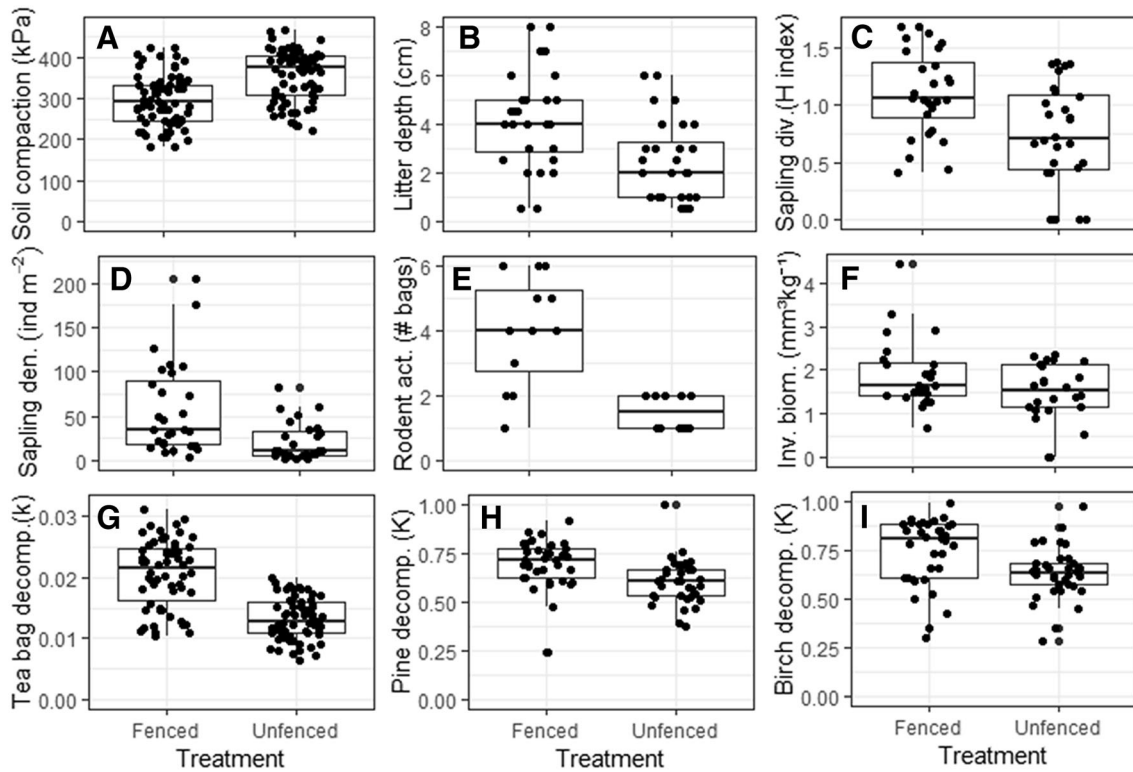 A
Soil compaction (kPa)
400
300
200
100
0
B
Litter depth (cm)
8
6
4
2
0
C
Sapling div.(H index)
1.5
1.0
0.5
0.0
D
Sapling den. (ind m⁻²)
200
150
100
50
0
E
Rodent act. (# bags)
6
4
2
0
F
Inv. biom. (mm³kg⁻¹)
4
3
2
1
0
G
Tea bag decomp.(k)
0.03
0.02
0.01
0.00
Fenced
Unfenced
Treatment
H
Pine decomp. (K)
1.00
0.75
0.50
0.25
0.00
Fenced
Unfenced
Treatment
I
Birch decomp. (K)
1.00
0.75
0.50
0.25
0.00
Fenced
Unfenced
Treatment